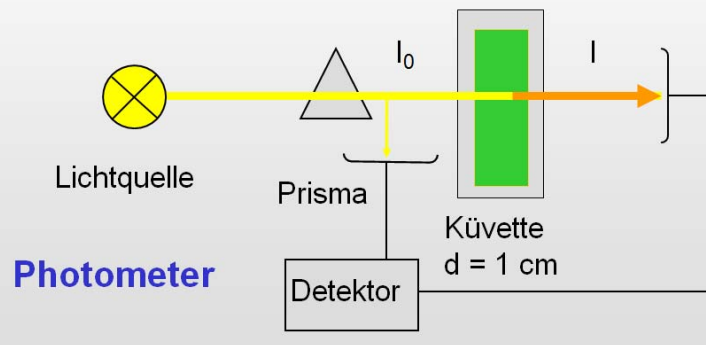 I₀
I
Lichtquelle
Prisma
Küvette
d = 1 cm
Photometer
Detektor